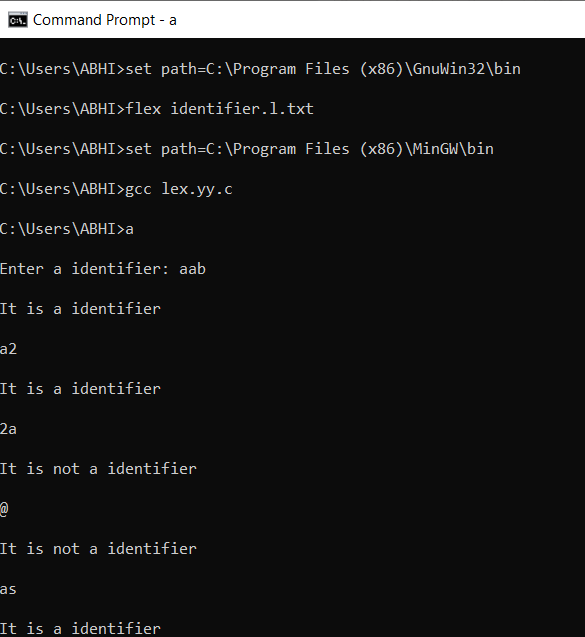 Command Prompt - a
C:\Users\ABHI>set path=C:\Program Files (x86)\GnuWin32\bin
C:\Users\ABHI>flex identifier.l.txt
C:\Users\ABHI>set path=C:\Program Files (x86)\MinGW\bin
C:\Users\ABHI>gcc lex.yy.c
C:\Users\ABHI>a
Enter a identifier: aab
It is a identifier
a2
It is a identifier
2a
It is not a identifier
@
It is not a identifier
as
It is a identifier